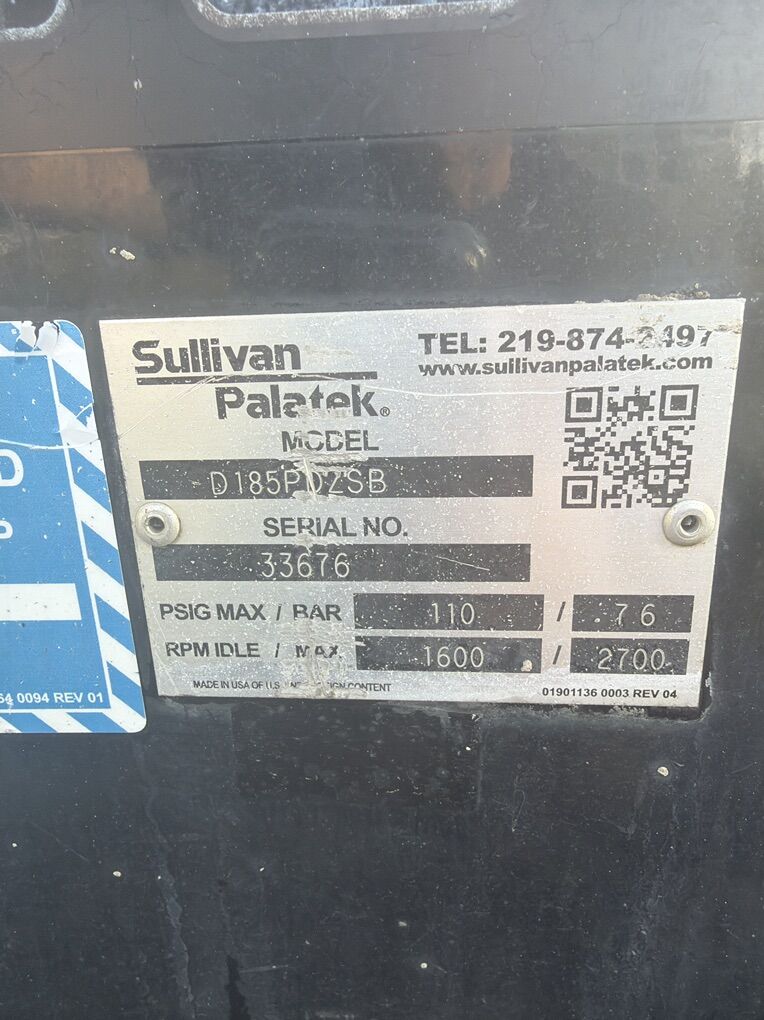 Sullivan
Palatek®
TEL: 219-874-2497
www.sullivanpalatek.com
MODEL
D185PDZSB
SERIAL NO.
33676
PSIG MAX / BAR 110 / 7 6
RPM IDLE / MAX 1600 / 2700
MADE IN USA OF U.S. CONTENT
01901136 0003 REV 04
D
P
64 0094 REV 01